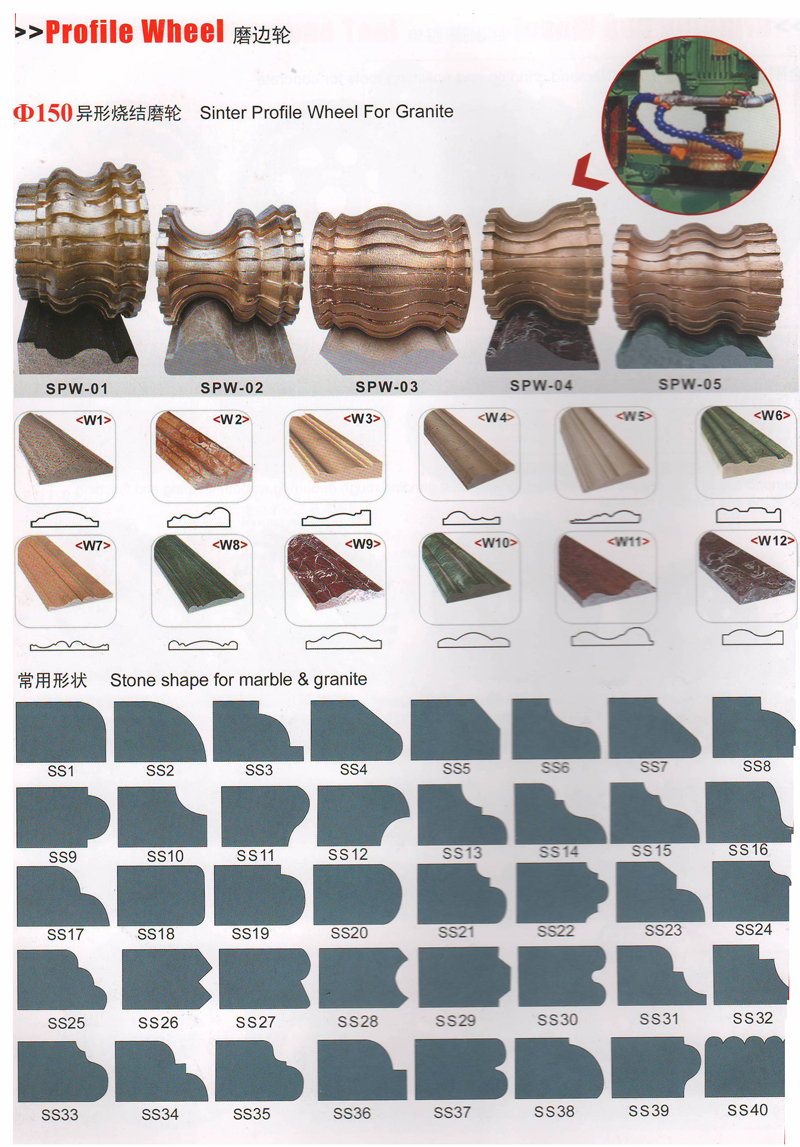 >>Profile Wheel 磨边轮
Φ150异形烧结磨轮 Sinter Profile Wheel For Granite
SPW-01 SPW-02 SPW-03 SPW-04 SPW-05
<W1> <W2> <W3> <W4> <W5> <W6>
<W7> <W8> <W9> <W10> <W11> <W12>
常用形状 Stone shape for marble & granite
SS1 SS2 SS3 SS4 SS5 SS6 SS7 SS8
SS9 SS10 SS11 SS12 SS13 SS14 SS15 SS16
SS17 SS18 SS19 SS20 SS21 SS22 SS23 SS24
SS25 SS26 SS27 SS28 SS29 SS30 SS31 SS32
SS33 SS34 SS35 SS36 SS37 SS38 SS39 SS40